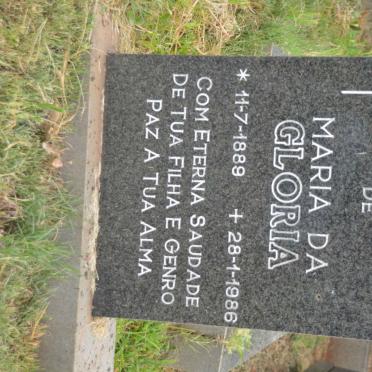 DE
MARIA DA
GLORIA
* 11-7-1889 + 28-1-1986
COM ETERNA SAUDADE
DE TUA FILHA E GENRO
PAZ A TUA ALMA